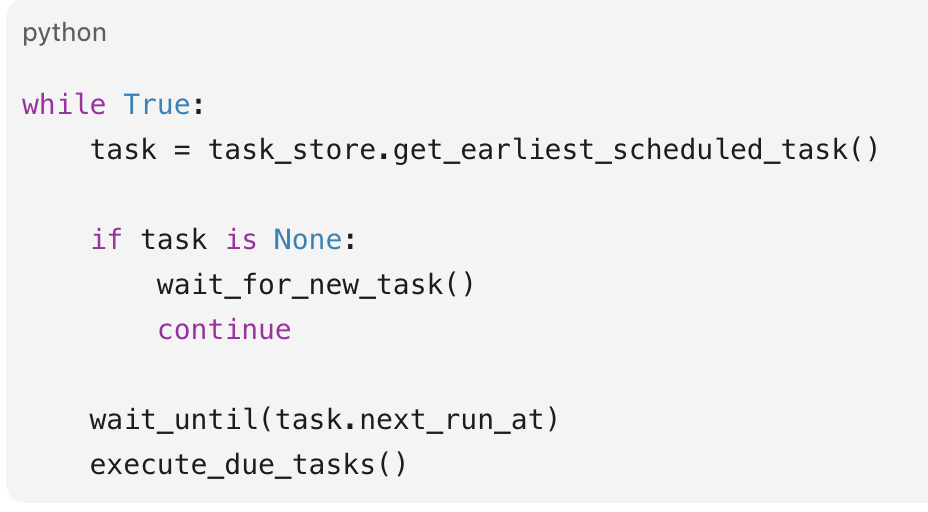 python
while True:
    task = task_store.get_earliest_scheduled_task()
    if task is None:
        wait_for_new_task()
        continue
    wait_until(task.next_run_at)
    execute_due_tasks()